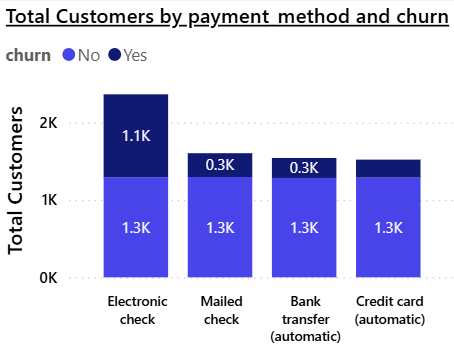 Total Customers by payment_method and churn
churn No Yes
Total Customers
2K
1K
0K
1.1K
0.3K
0.3K
1.3K
1.3K
1.3K
1.3K
Electronic
check
Mailed
check
Bank
transfer
(automatic)
Credit card
(automatic)